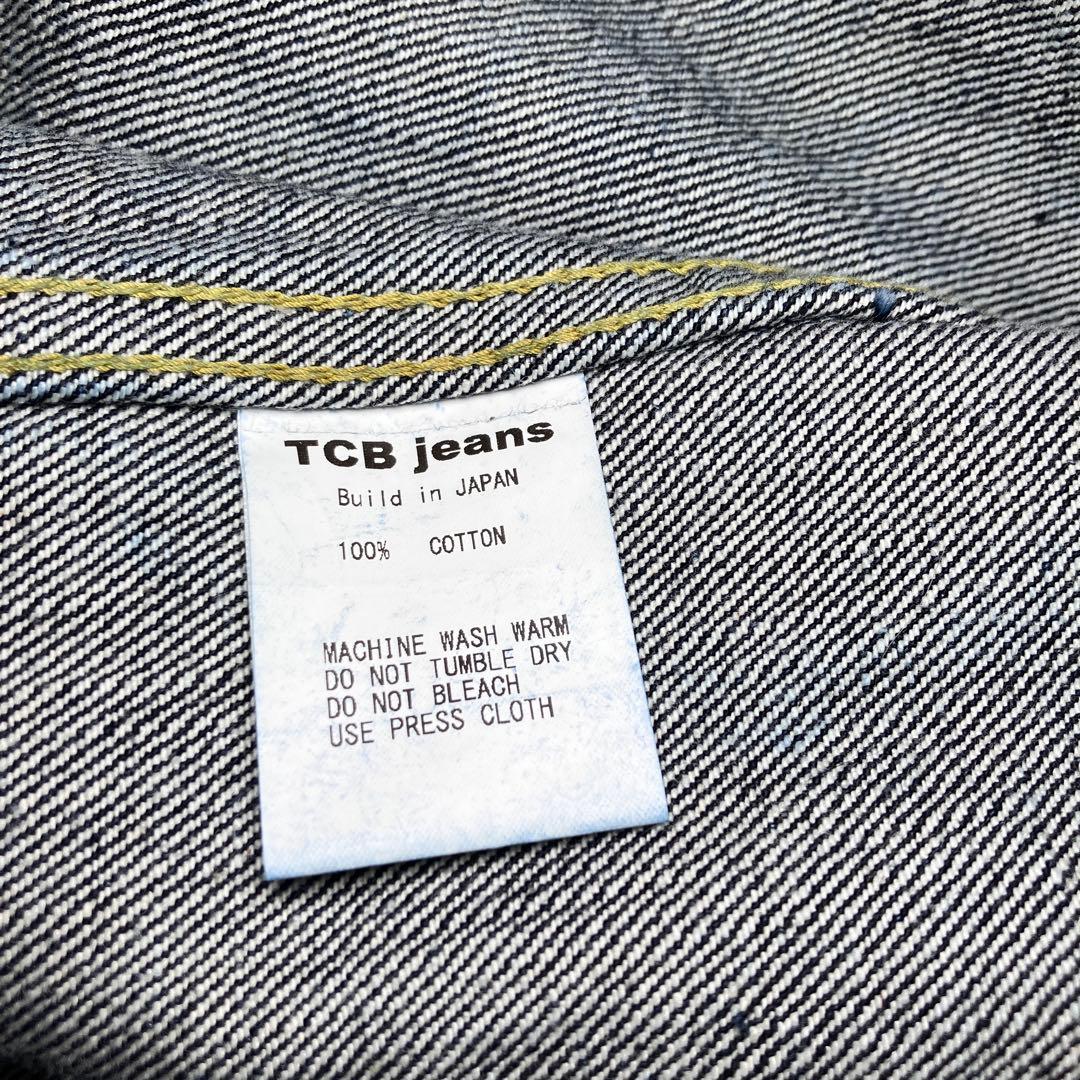 TCB jeans
Build in JAPAN
100% COTTON
MACHINE WASH WARM
DO NOT TUMBLE DRY
DO NOT BLEACH
USE PRESS CLOTH